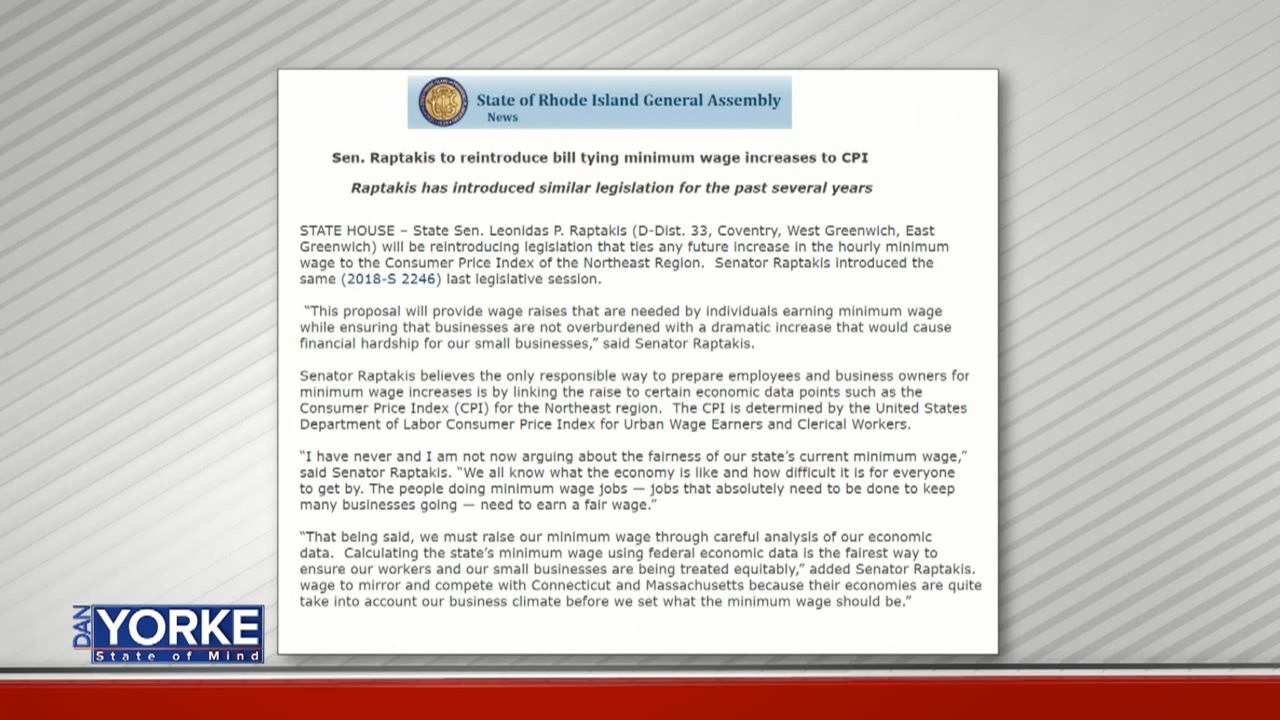 State of Rhode Island General Assembly
News
Sen. Raptakis to reintroduce bill tying minimum wage increases to CPI
Raptakis has introduced similar legislation for the past several years
STATE HOUSE – State Sen. Leonidas P. Raptakis (D-Dist. 33, Coventry, West Greenwich, East
Greenwich) will be reintroducing legislation that ties any future increase in the hourly minimum
wage to the Consumer Price Index of the Northeast Region.  Senator Raptakis introduced the
same (2018-S 2246) last legislative session.
“This proposal will provide wage raises that are needed by individuals earning minimum wage
while ensuring that businesses are not overburdened with a dramatic increase that would cause
financial hardship for our small businesses,” said Senator Raptakis.
Senator Raptakis believes the only responsible way to prepare employees and business owners for
minimum wage increases is by linking the raise to certain economic data points such as the
Consumer Price Index (CPI) for the Northeast region.  The CPI is determined by the United States
Department of Labor Consumer Price Index for Urban Wage Earners and Clerical Workers.
“I have never and I am not now arguing about the fairness of our state’s current minimum wage,”
said Senator Raptakis. “We all know what the economy is like and how difficult it is for everyone
to get by. The people doing minimum wage jobs — jobs that absolutely need to be done to keep
many businesses going — need to earn a fair wage.”
“That being said, we must raise our minimum wage through careful analysis of our economic
data.  Calculating the state’s minimum wage using federal economic data is the fairest way to
ensure our workers and our small businesses are being treated equitably,” added Senator Raptakis.
wage to mirror and compete with Connecticut and Massachusetts because their economies are quite
take into account our business climate before we set what the minimum wage should be.”
DAN
YORKE
State of Mind